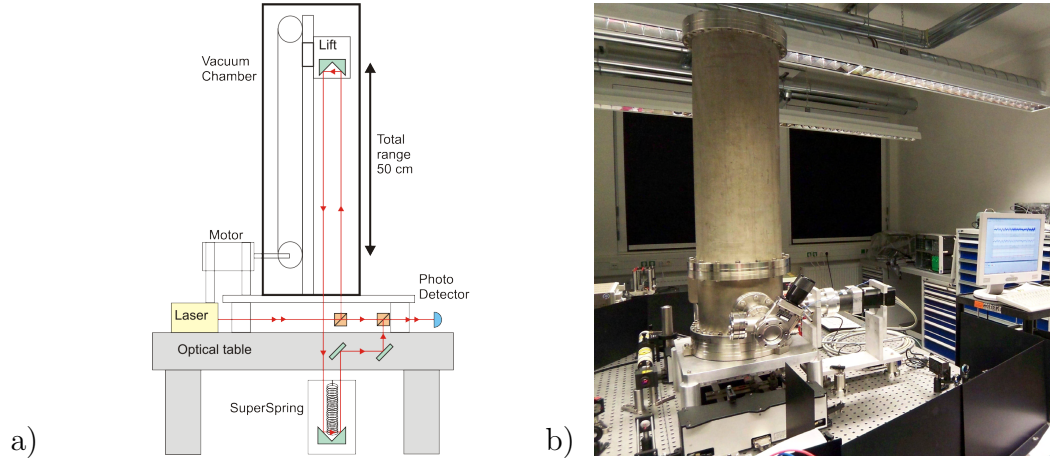 Lift
Vacuum
Chamber
Total
range
50 cm
Motor
Photo
Detector
Laser
Optical table
SuperSpring
a)
b)